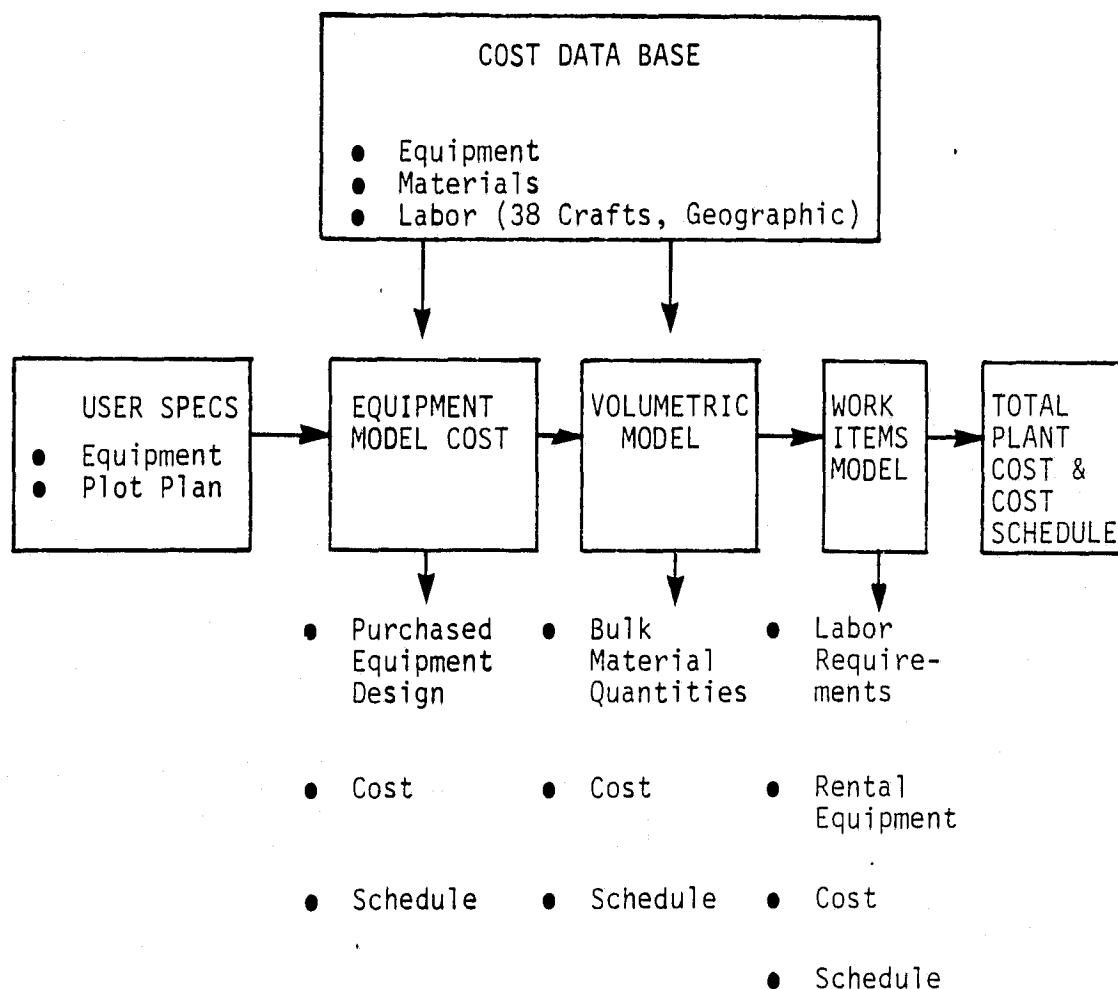 COST DATA BASE
● Equipment
● Materials
● Labor (38 Crafts, Geographic)
USER SPECS
● Equipment
● Plot Plan
EQUIPMENT
MODEL COST
VOLUMETRIC
MODEL
WORK
ITEMS
MODEL
TOTAL
PLANT
COST &
COST
SCHEDULE
● Purchased
Equipment
Design
● Cost
● Schedule
● Bulk
Material
Quantities
● Cost
● Schedule
● Labor
Require-
ments
● Rental
Equipment
● Cost
● Schedule